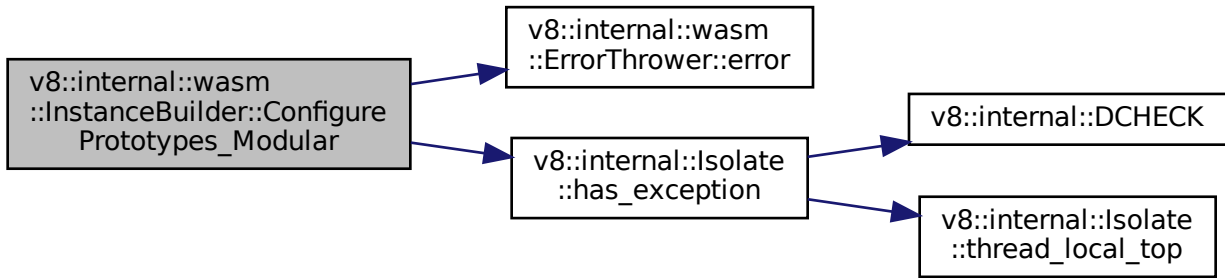 v8::internal::wasm
::InstanceBuilder::Configure
Prototypes_Modular
v8::internal::wasm
::ErrorThrower::error
v8::internal::Isolate
::has_exception
v8::internal::DCHECK
v8::internal::Isolate
::thread_local_top